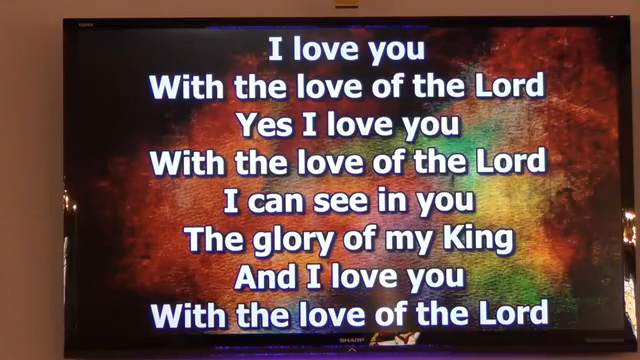 I love you
With the love of the Lord
Yes I love you
With the love of the Lord
I can see in you
The glory of my King
And I love you
With the love of the Lord
SHARP